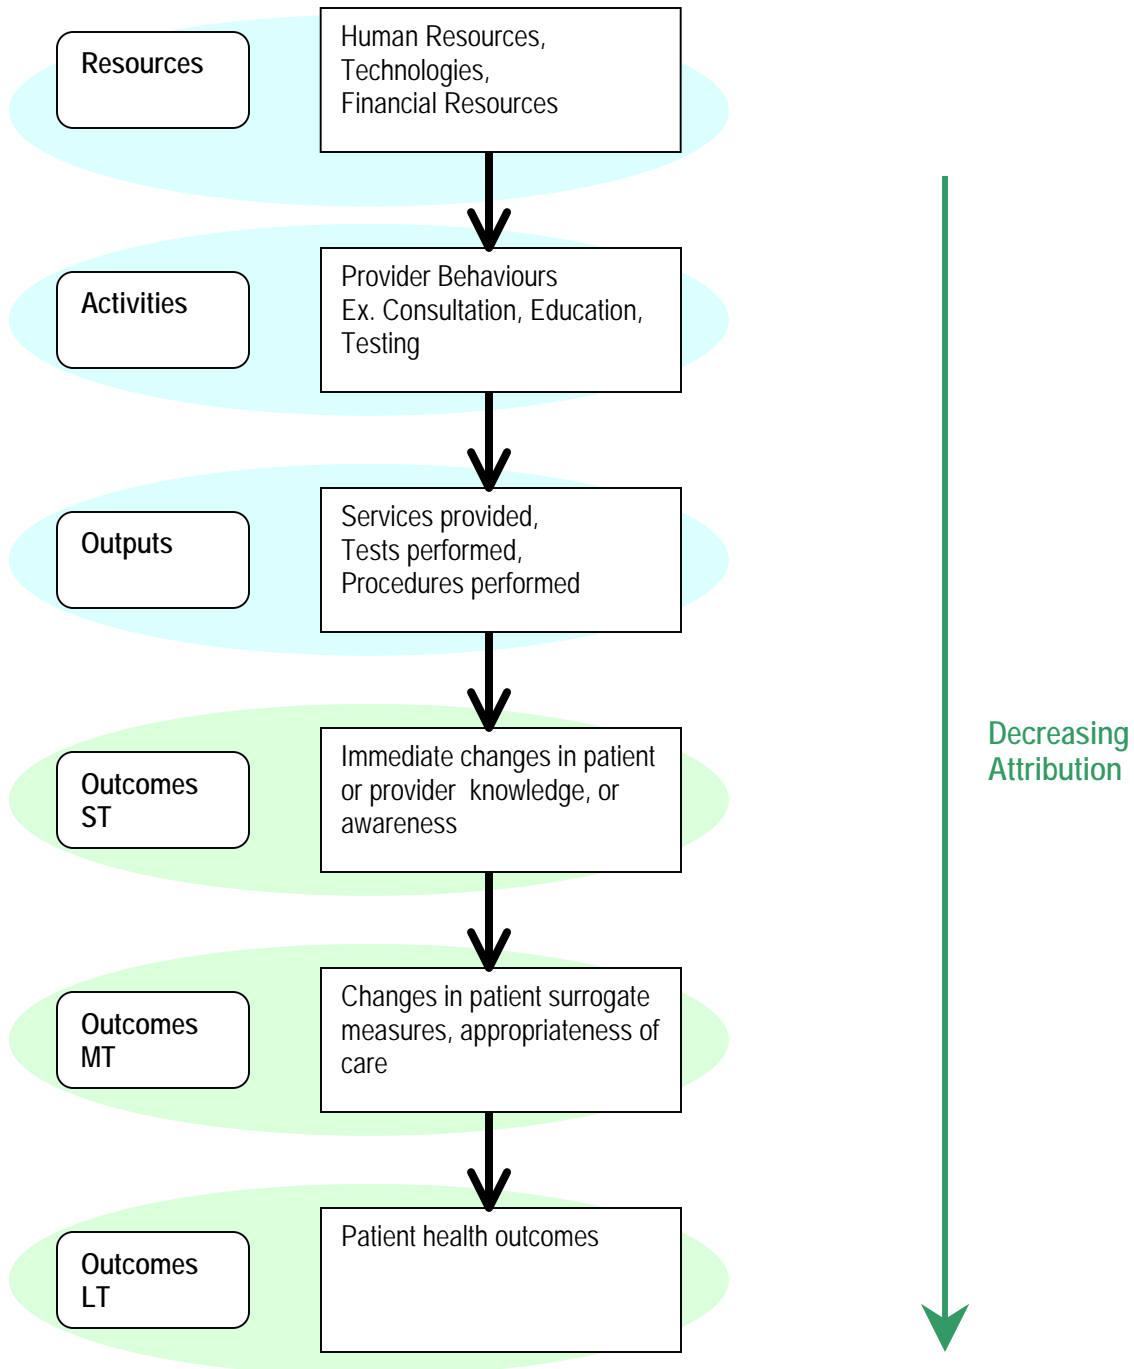 Resources
Human Resources,
Technologies,
Financial Resources
Activities
Provider Behaviours
Ex. Consultation, Education,
Testing
Outputs
Services provided,
Tests performed,
Procedures performed
Outcomes
ST
Immediate changes in patient
or provider  knowledge, or
awareness
Decreasing
Attribution
Outcomes
MT
Changes in patient surrogate
measures, appropriateness of
care
Outcomes
LT
Patient health outcomes